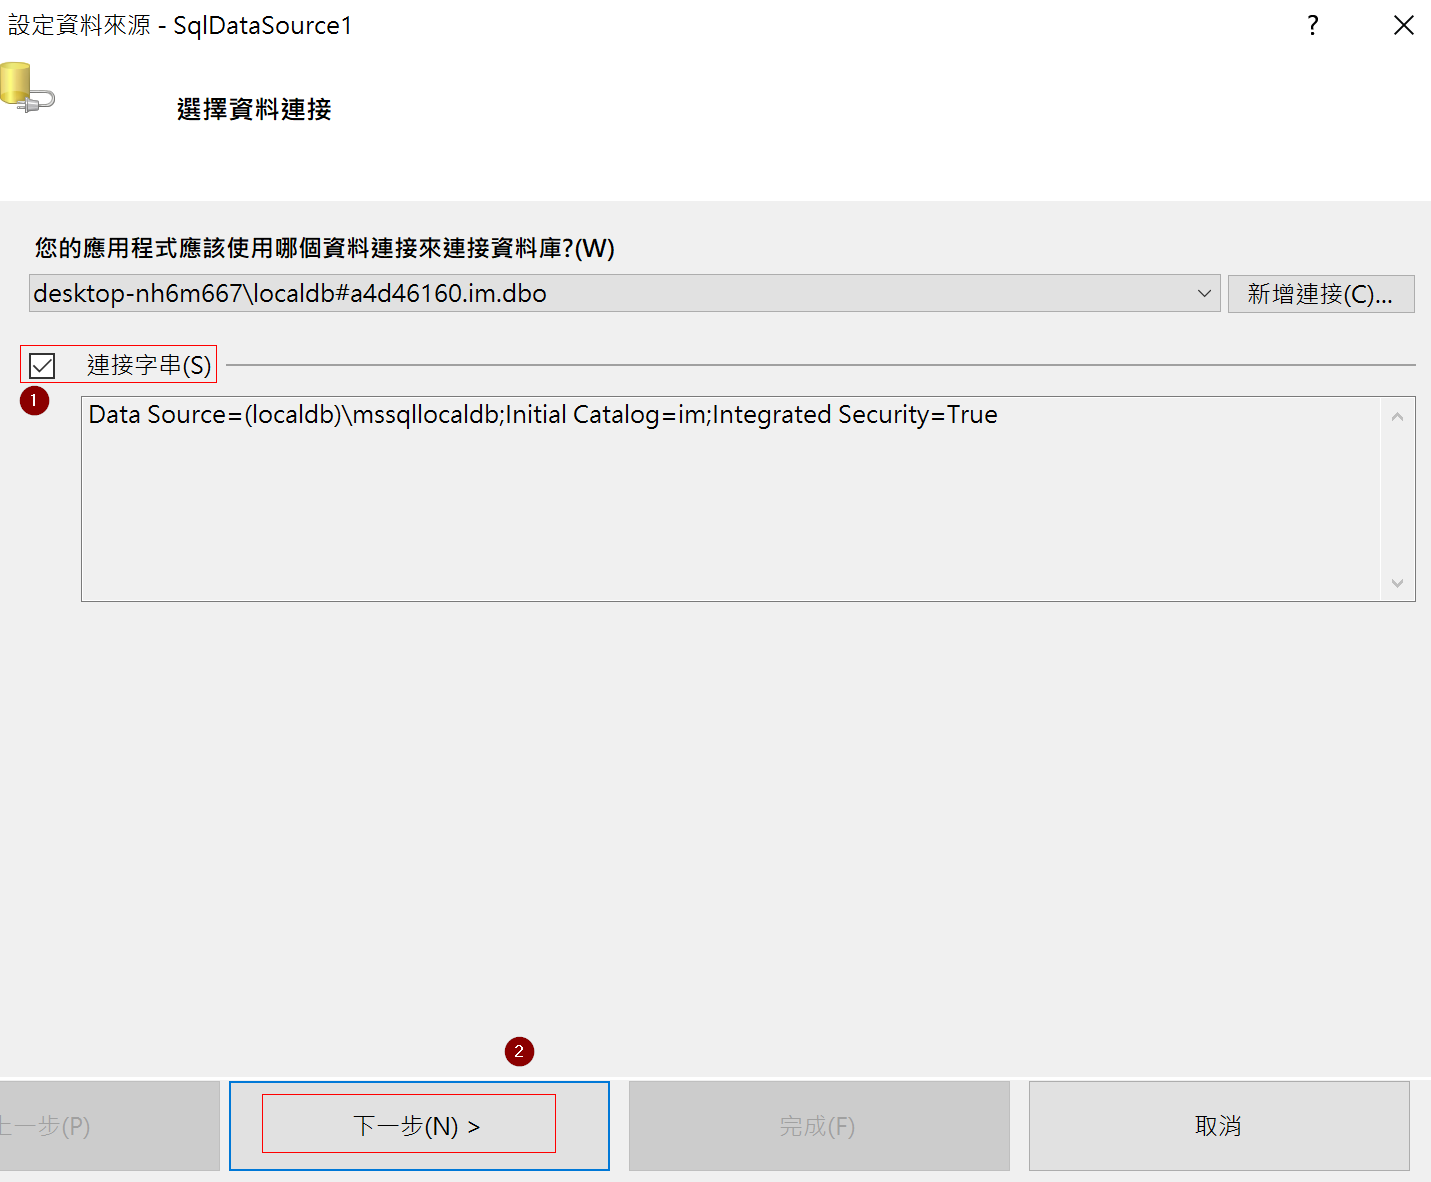 設定資料來源 - SqlDataSource1
?
選擇資料連接
您的應用程式應該使用哪個資料連接來連接資料庫?(W)
desktop-nh6m667\localdb#a4d46160.im.dbo
新增連接(C)...
連接字串(S)
1
Data Source=(localdb)\mssqllocaldb;Initial Catalog=im;Integrated Security=True
2
上一步(P)
下一步(N) >
完成(F)
取消